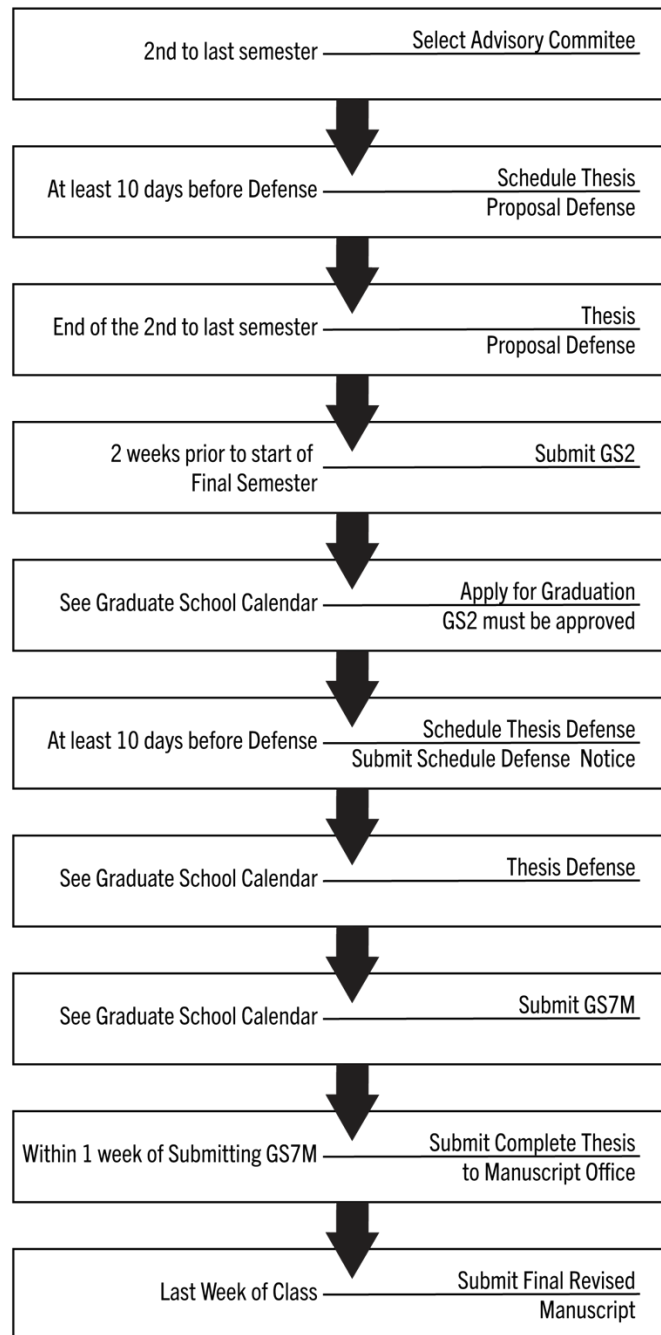 2nd to last semester
Select Advisory Commitee
At least 10 days before Defense
Schedule Thesis
Proposal Defense
End of the 2nd to last semester
Thesis
Proposal Defense
2 weeks prior to start of
Final Semester
Submit GS2
See Graduate School Calendar
Apply for Graduation
GS2 must be approved
At least 10 days before Defense
Schedule Thesis Defense
Submit Schedule Defense Notice
See Graduate School Calendar
Thesis Defense
See Graduate School Calendar
Submit GS7M
Within 1 week of Submitting GS7M
Submit Complete Thesis
to Manuscript Office
Last Week of Class
Submit Final Revised
Manuscript